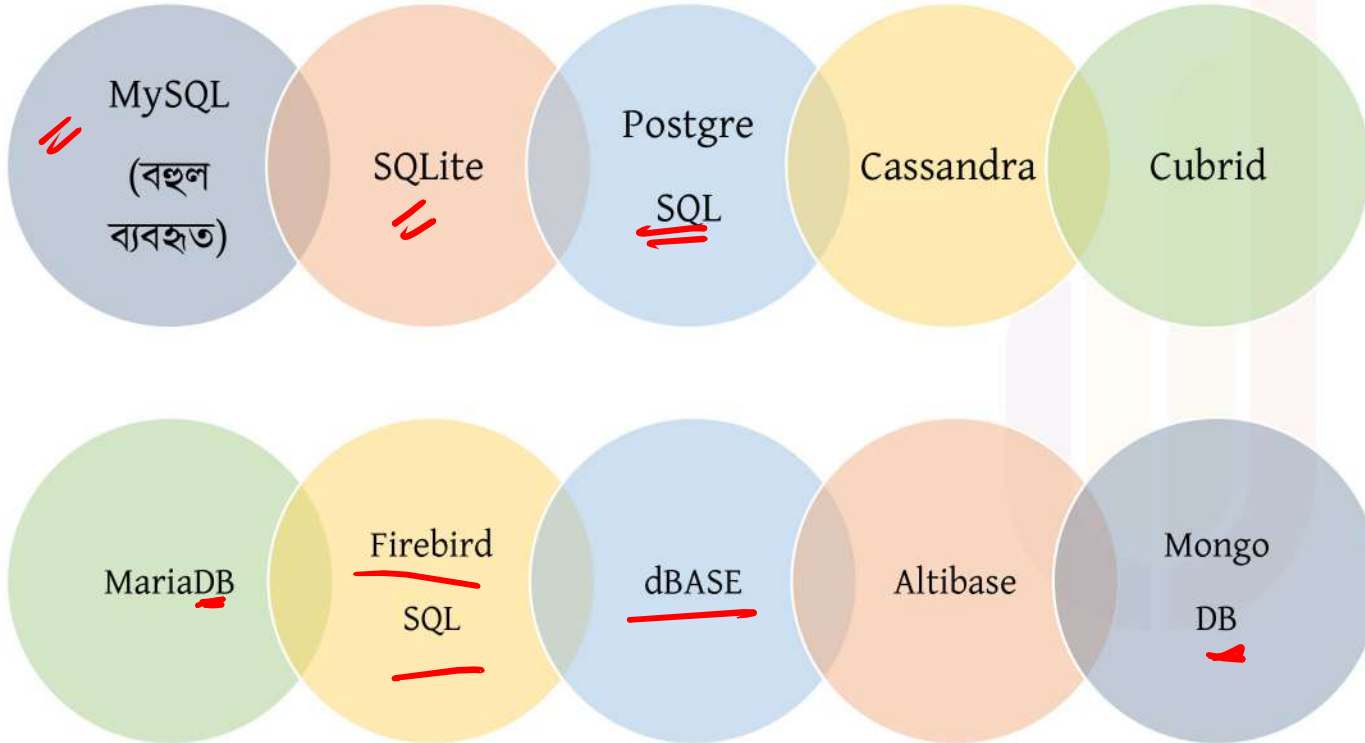 MySQL
(বহুল
ব্যবহৃত)
SQLite
Postgre
SQL
Cassandra
Cubrid
MariaDB
Firebird
SQL
dBASE
Altibase
Mongo
DB